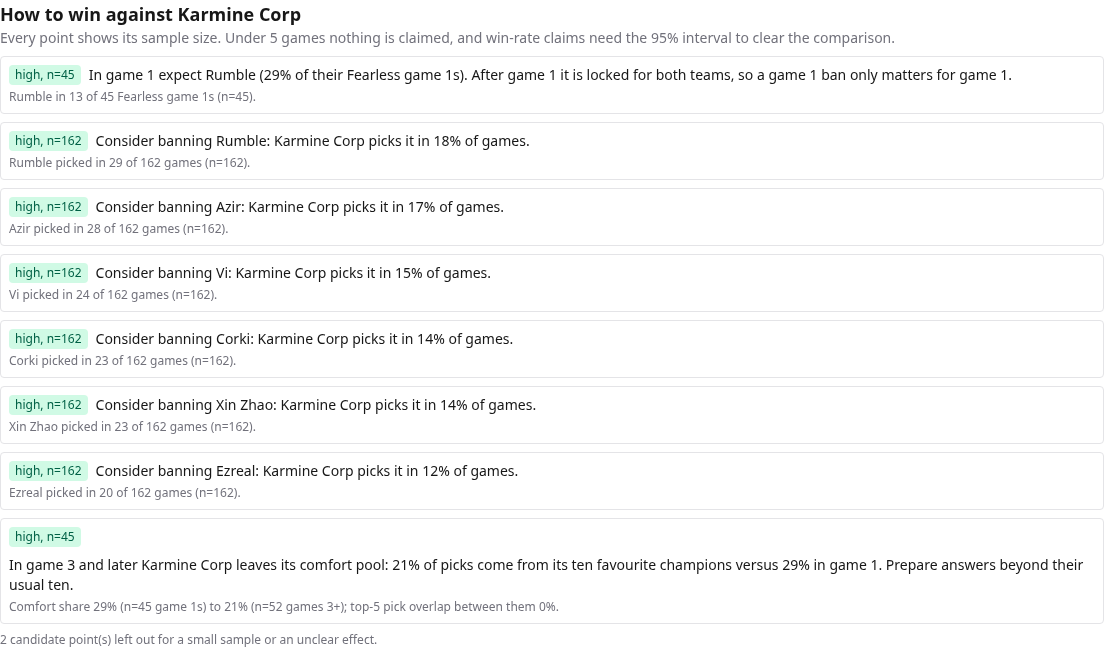 How to win against Karmine Corp
Every point shows its sample size. Under 5 games nothing is claimed, and win-rate claims need the 95% interval to clear the comparison.
high, n=45 In game 1 expect Rumble (29% of their Fearless game 1s). After game 1 it is locked for both teams, so a game 1 ban only matters for game 1.
Rumble in 13 of 45 Fearless game 1s (n=45).
high, n=162 Consider banning Rumble: Karmine Corp picks it in 18% of games.
Rumble picked in 29 of 162 games (n=162).
high, n=162 Consider banning Azir: Karmine Corp picks it in 17% of games.
Azir picked in 28 of 162 games (n=162).
high, n=162 Consider banning Vi: Karmine Corp picks it in 15% of games.
Vi picked in 24 of 162 games (n=162).
high, n=162 Consider banning Corki: Karmine Corp picks it in 14% of games.
Corki picked in 23 of 162 games (n=162).
high, n=162 Consider banning Xin Zhao: Karmine Corp picks it in 14% of games.
Xin Zhao picked in 23 of 162 games (n=162).
high, n=162 Consider banning Ezreal: Karmine Corp picks it in 12% of games.
Ezreal picked in 20 of 162 games (n=162).
high, n=45
In game 3 and later Karmine Corp leaves its comfort pool: 21% of picks come from its ten favourite champions versus 29% in game 1. Prepare answers beyond their
usual ten.
Comfort share 29% (n=45 game 1s) to 21% (n=52 games 3+); top-5 pick overlap between them 0%.
2 candidate point(s) left out for a small sample or an unclear effect.